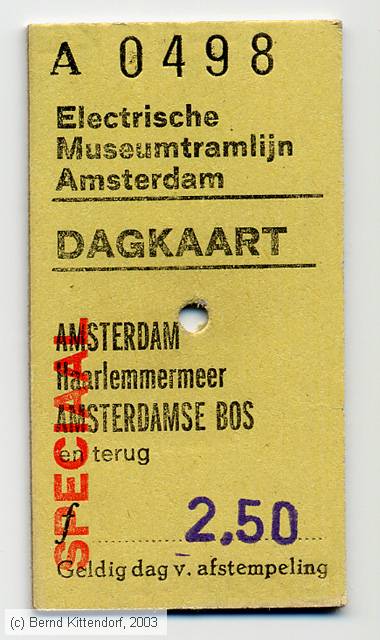 A 0498
Electrische
Museumtramlijn
Amsterdam
DAGKAART
AMSTERDAM
Haarlemmermeer
AMSTERDAMSE BOS
en terug
SPECIAAL
f 2,50
Geldig dag v. afstempeling
(c) Bernd Kittendorf, 2003